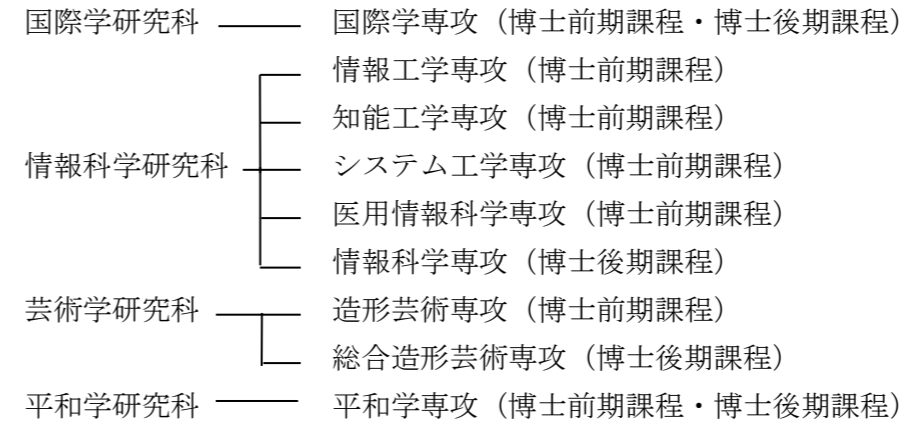 国際学研究科 国際学専攻（博士前期課程・博士後期課程）
情報工学専攻（博士前期課程）
知能工学専攻（博士前期課程）
情報科学研究科 システム工学専攻（博士前期課程）
医用情報科学専攻（博士前期課程）
情報科学専攻（博士後期課程）
芸術学研究科 造形芸術専攻（博士前期課程）
総合造形芸術専攻（博士後期課程）
平和学研究科 平和学専攻（博士前期課程・博士後期課程）